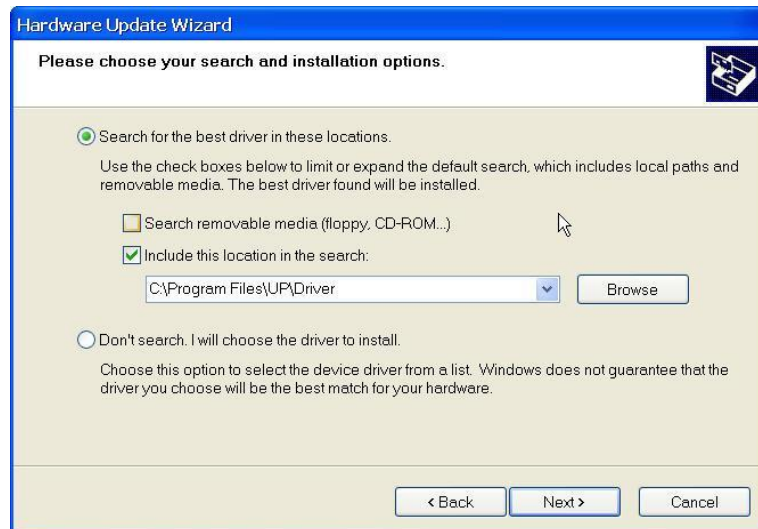 Hardware Update Wizard
Please choose your search and installation options.
Search for the best driver in these locations.
Use the check boxes below to limit or expand the default search, which includes local paths and
removable media. The best driver found will be installed.
Search removable media (floppy, CD-ROM...)
Include this location in the search:
C:\Program Files\UP\Driver
Browse
Don't search. I will choose the driver to install.
Choose this option to select the device driver from a list. Windows does not guarantee that the
driver you choose will be the best match for your hardware.
< Back Next > Cancel